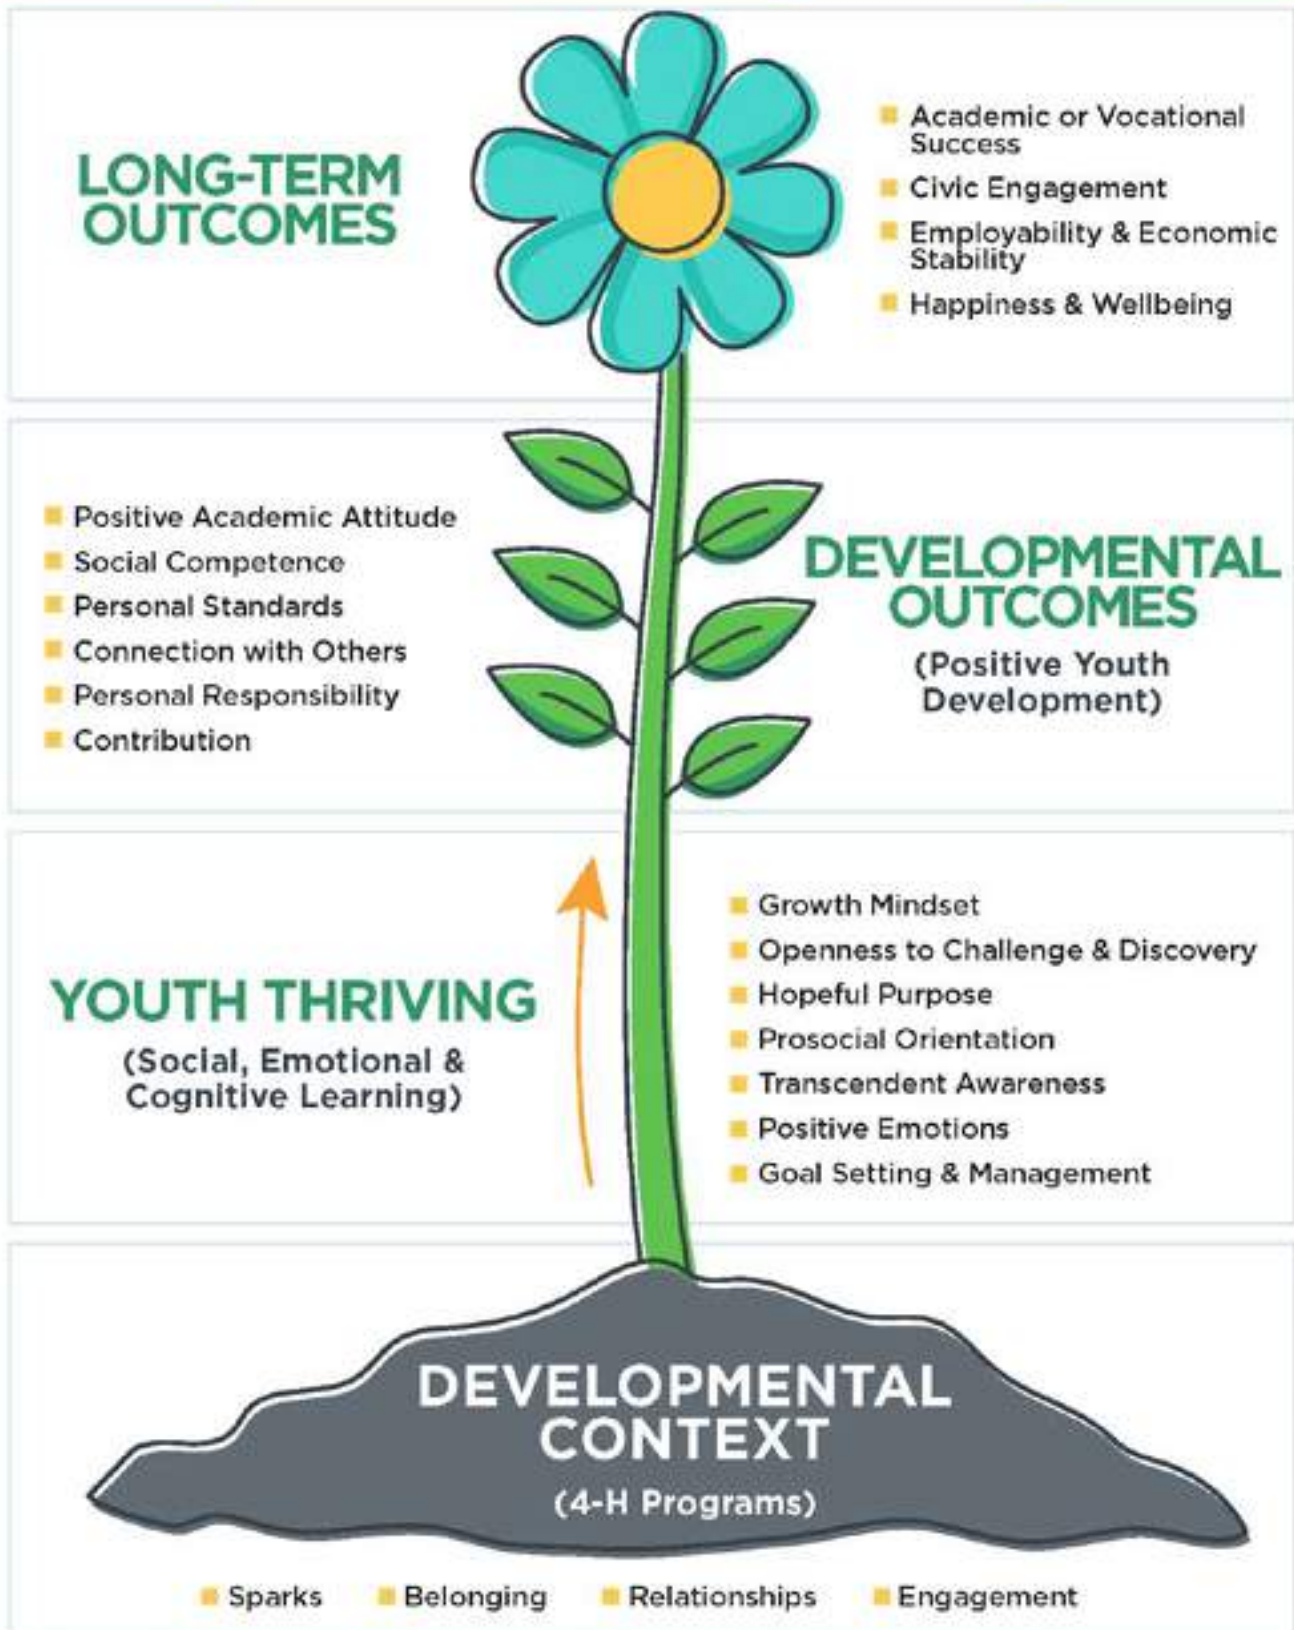 LONG-TERM
OUTCOMES
Academic or Vocational
Success
Civic Engagement
Employability & Economic
Stability
Happiness & Wellbeing
Positive Academic Attitude
Social Competence
Personal Standards
Connection with Others
Personal Responsibility
Contribution
DEVELOPMENTAL
OUTCOMES
(Positive Youth
Development)
YOUTH THRIVING
(Social, Emotional &
Cognitive Learning)
Growth Mindset
Openness to Challenge & Discovery
Hopeful Purpose
Prosocial Orientation
Transcendent Awareness
Positive Emotions
Goal Setting & Management
DEVELOPMENTAL
CONTEXT
(4-H Programs)
Sparks Belonging Relationships Engagement